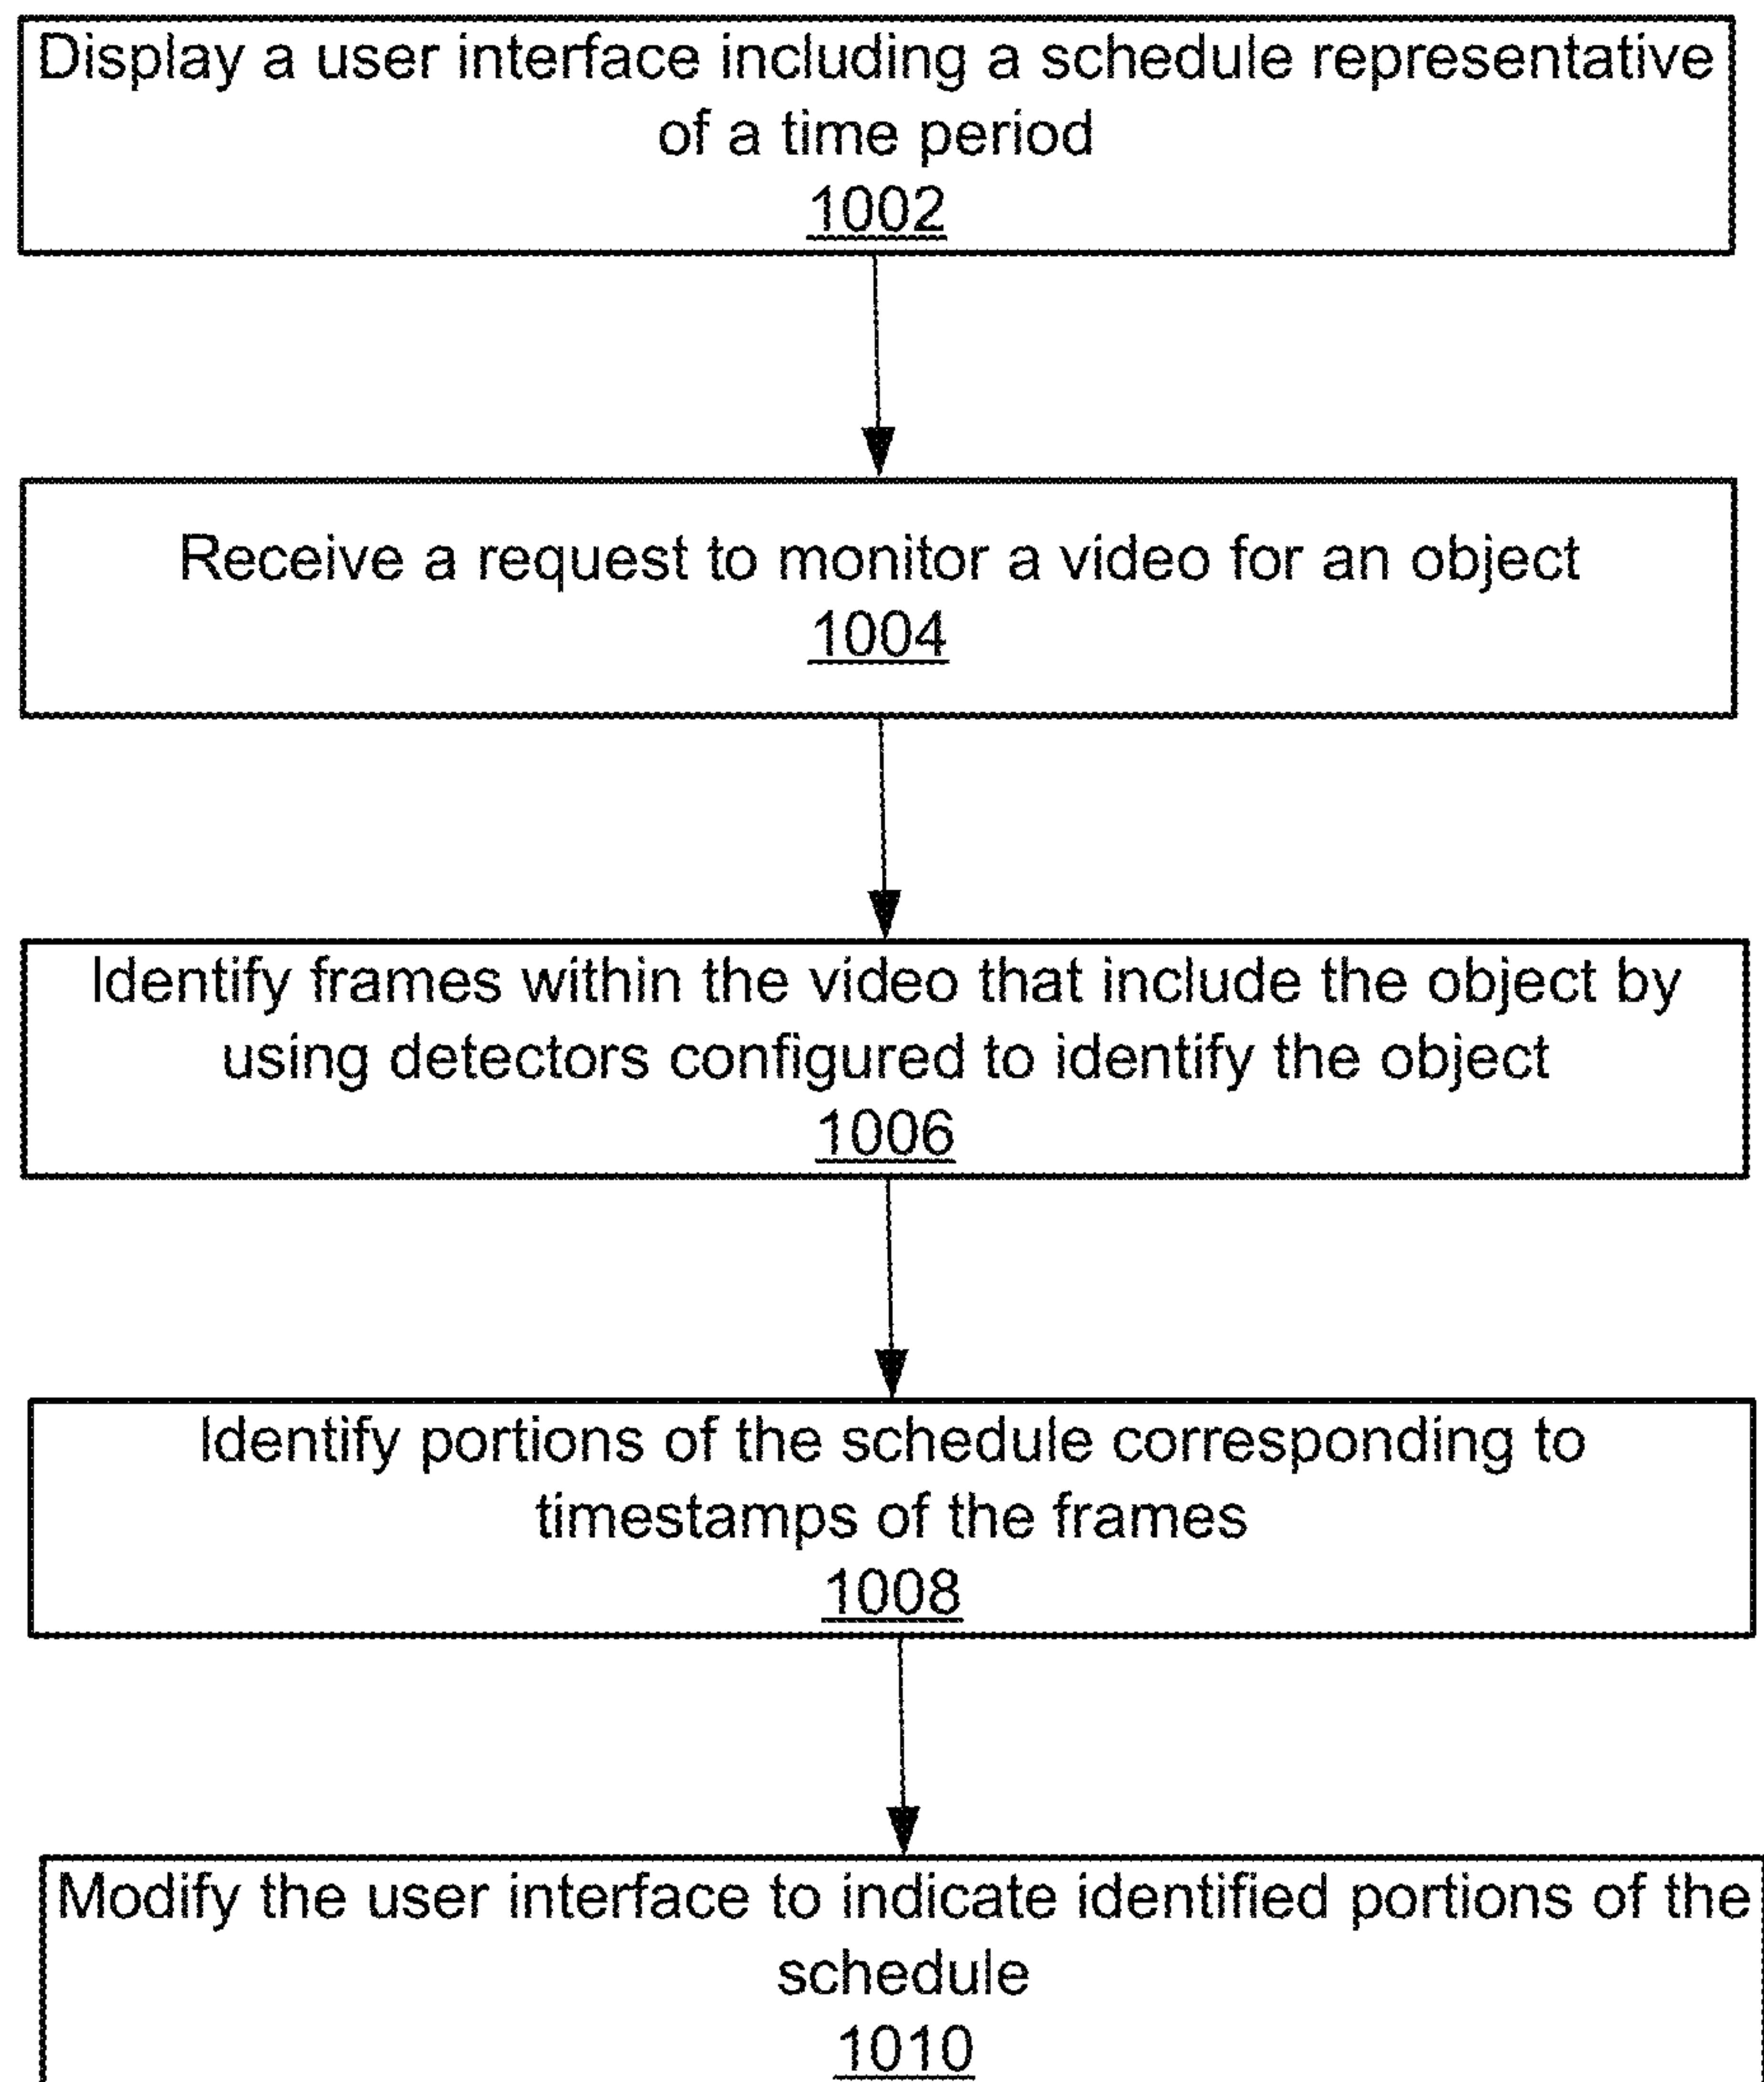 Display a user interface including a schedule representative
of a time period
1002
Receive a request to monitor a video for an object
1004
Identify frames within the video that include the object by
using detectors configured to identify the object
1006
Identify portions of the schedule corresponding to
timestamps of the frames
1008
Modify the user interface to indicate identified portions of the
schedule
1010